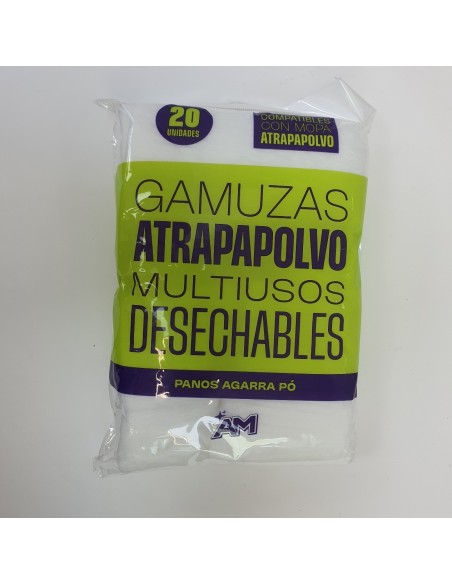 20
UNIDADES
COMPATIBLES
CON MOPA
ATRAPAPOLVO
GAMUZAS
ATRAPAPOLVO
MULTIUSOS
DESECHABLES
PANOS AGARRA PÓ
AM